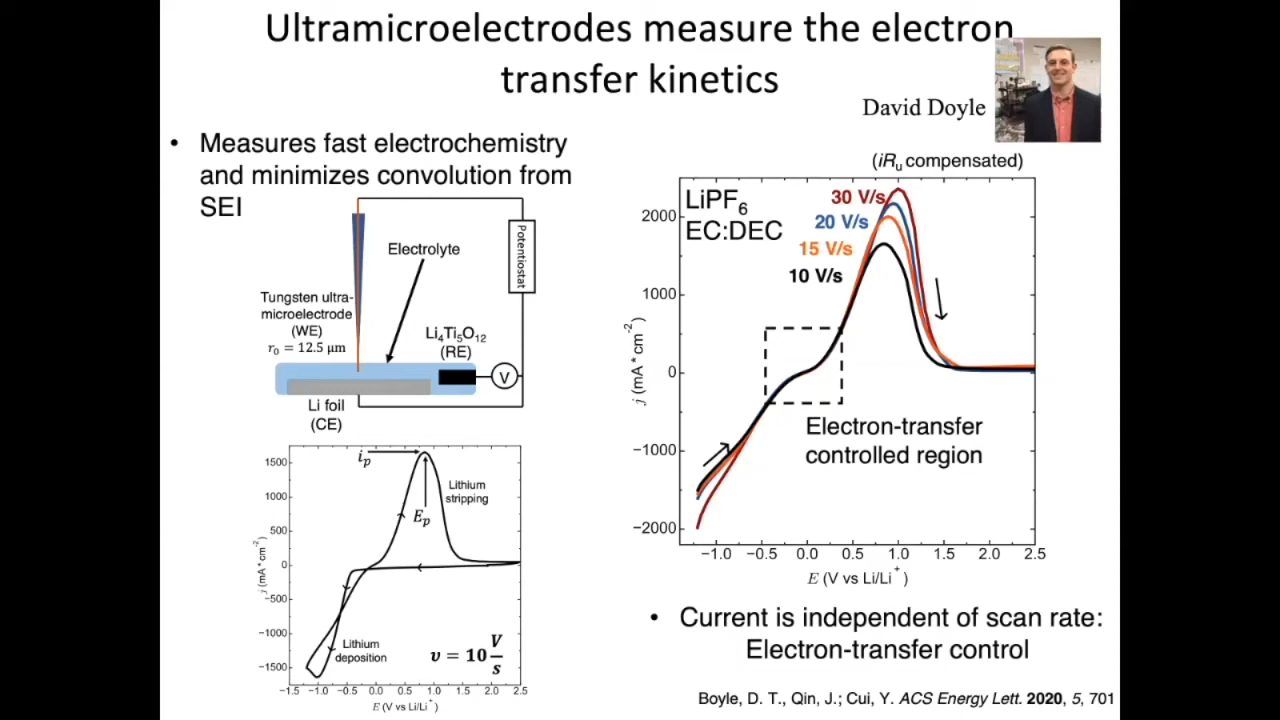 Ultramicroelectrodes measure the electron
transfer kinetics
David Doyle
• Measures fast electrochemistry
and minimizes convolution from
SEI
Potentiostat
Electrolyte
Tungsten ultra-
microelectrode
(WE)
r₀ = 12.5 μm
Li₄Ti₅O₁₂
(RE)
V
Li foil
(CE)
1500
1000
500
0
−500
−1000
−1500
j (mA * cm⁻²)
iₚ
Eₚ
Lithium
stripping
Lithium
deposition
υ = 10 V/s
−1.5 −1.0 −0.5 0.0 0.5 1.0 1.5 2.0 2.5
E (V vs Li/Li⁺)
(iRᵤ compensated)
LiPF₆
EC:DEC
30 V/s
20 V/s
15 V/s
10 V/s
2000
1000
0
−1000
−2000
j (mA * cm⁻²)
Electron-transfer
controlled region
−1.0 −0.5 0.0 0.5 1.0 1.5 2.0 2.5
E (V vs Li/Li⁺)
• Current is independent of scan rate:
Electron-transfer control
Boyle, D. T., Qin, J.; Cui, Y. ACS Energy Lett. 2020, 5, 701